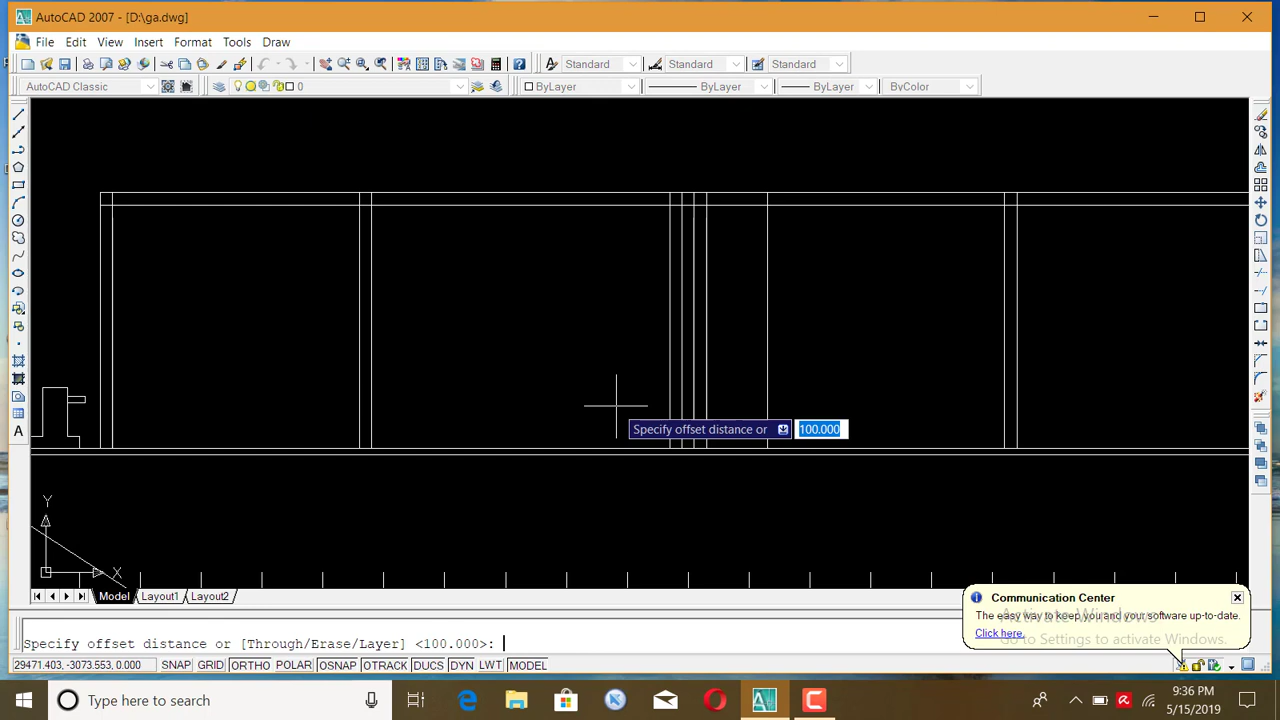 AutoCAD 2007 - [D:\ga.dwg]
File Edit View Insert Format Tools Draw
Standard Standard Standard
AutoCAD Classic 0 ByLayer ByLayer ByLayer ByColor
A
Specify offset distance or 100.000
Y
X
Model Layout1 Layout2
Communication Center
The easy way to keep you and your software up-to-date.
Click here.
Activate Windows
Go to Settings to activate Windows.
Specify offset distance or [Through/Erase/Layer] <100.000>:
29471.403, -3073.553, 0.000 SNAP GRID ORTHO POLAR OSNAP OTRACK DUCS DYN LWT MODEL
Type here to search
9:36 PM
5/15/2019